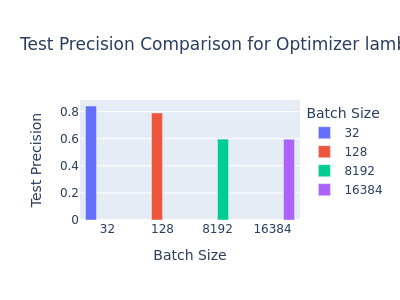 Test Precision Comparison for Optimizer lamb
Batch Size
32
128
8192
16384
Test Precision
0.8
0.6
0.4
0.2
0
32 128 8192 16384
Batch Size